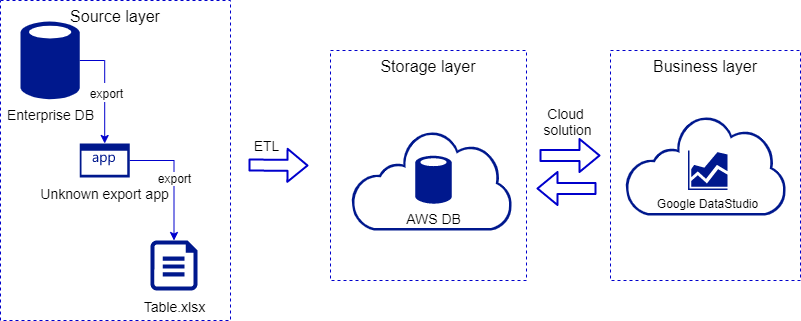 Source layer
Enterprise DB
export
app
Unknown export app
export
Table.xlsx
ETL
Storage layer
AWS DB
Cloud
solution
Business layer
Google DataStudio